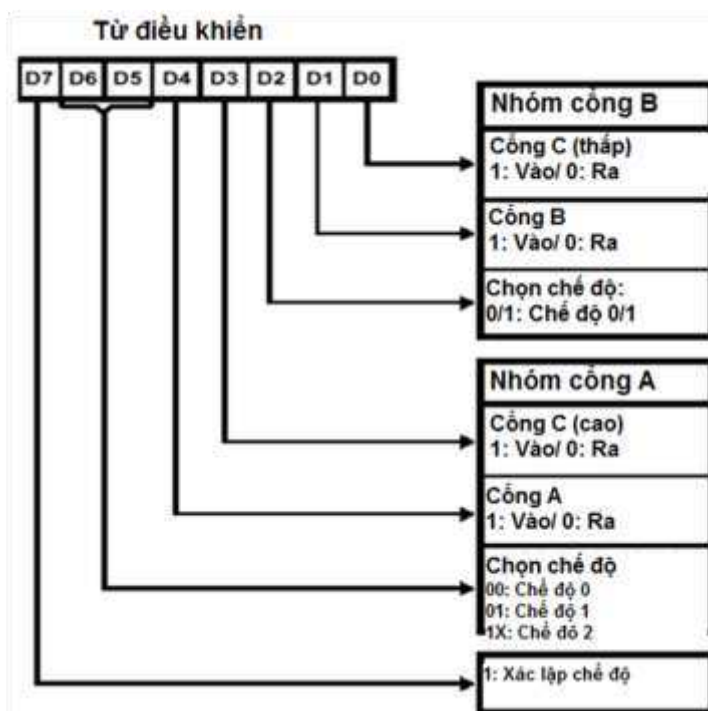 Từ điều khiển
D7 D6 D5 D4 D3 D2 D1 D0
Nhóm cổng B
Cổng C (thấp)
1: Vào/ 0: Ra
Cổng B
1: Vào/ 0: Ra
Chọn chế độ:
0/1: Chế độ 0/1
Nhóm cổng A
Cổng C (cao)
1: Vào/ 0: Ra
Cổng A
1: Vào/ 0: Ra
Chọn chế độ
00: Chế độ 0
01: Chế độ 1
1X: Chế đô 2
1: Xác lập chế độ